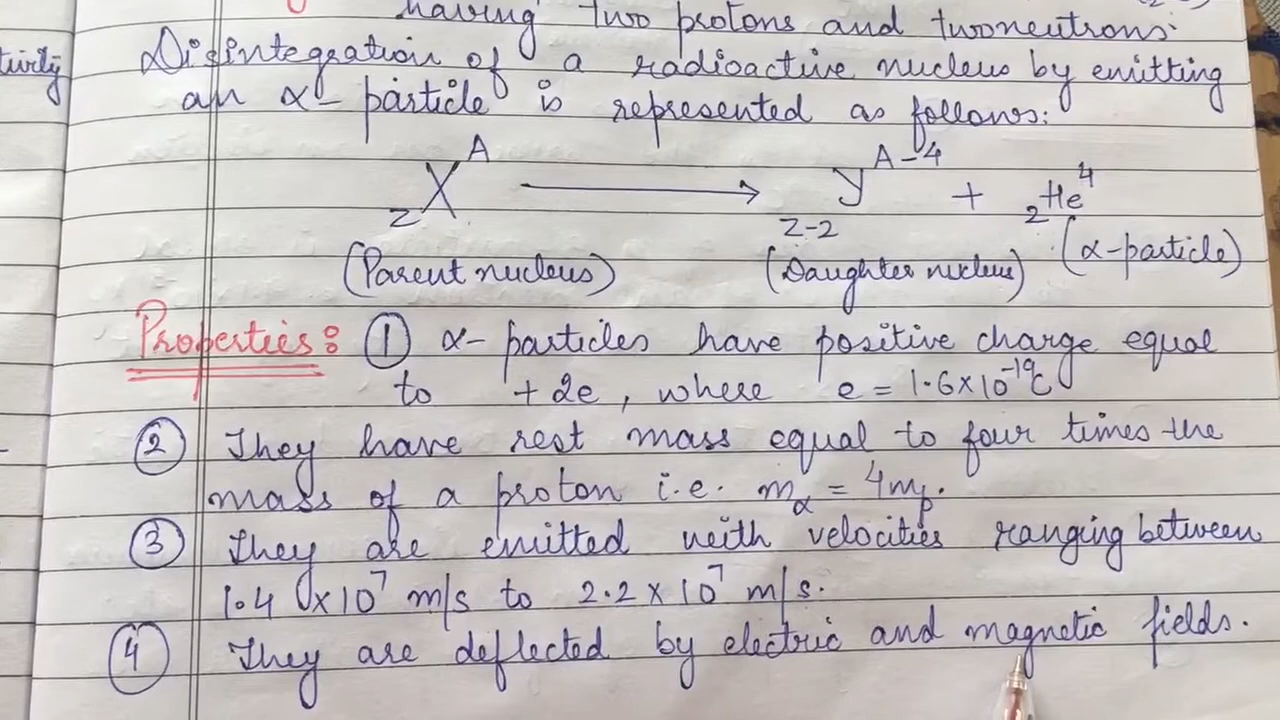 having two protons and two neutrons.
tivity
Disintegration of a radioactive nucleus by emitting
an α-particle is represented as follows:
zX^A ⟶ z-2Y^A-4 + 2He^4
(Parent nucleus) (Daughter nucleus) (α-particle)
Properties: ① α-particles have positive charge equal
to +2e, where e = 1.6×10^-19C
② They have rest mass equal to four times the
mass of a proton i.e. mα = 4mp.
③ They are emitted with velocities ranging between
1.4 × 10^7 m/s to 2.2 × 10^7 m/s.
④ They are deflected by electric and magnetic fields.